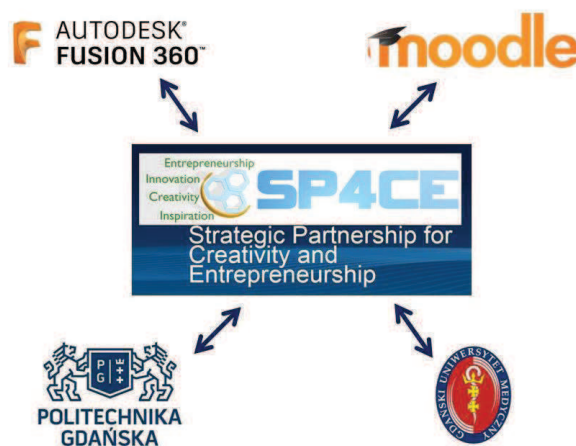 AUTODESK®
FUSION 360™
moodle
Entrepreneurship
Innovation
Creativity
Inspiration
SP4CE
Strategic Partnership for
Creativity and
Entrepreneurship
P G
POLITECHNIKA
GDAŃSKA
GDAŃSKI UNIWERSYTET MEDYCZNY